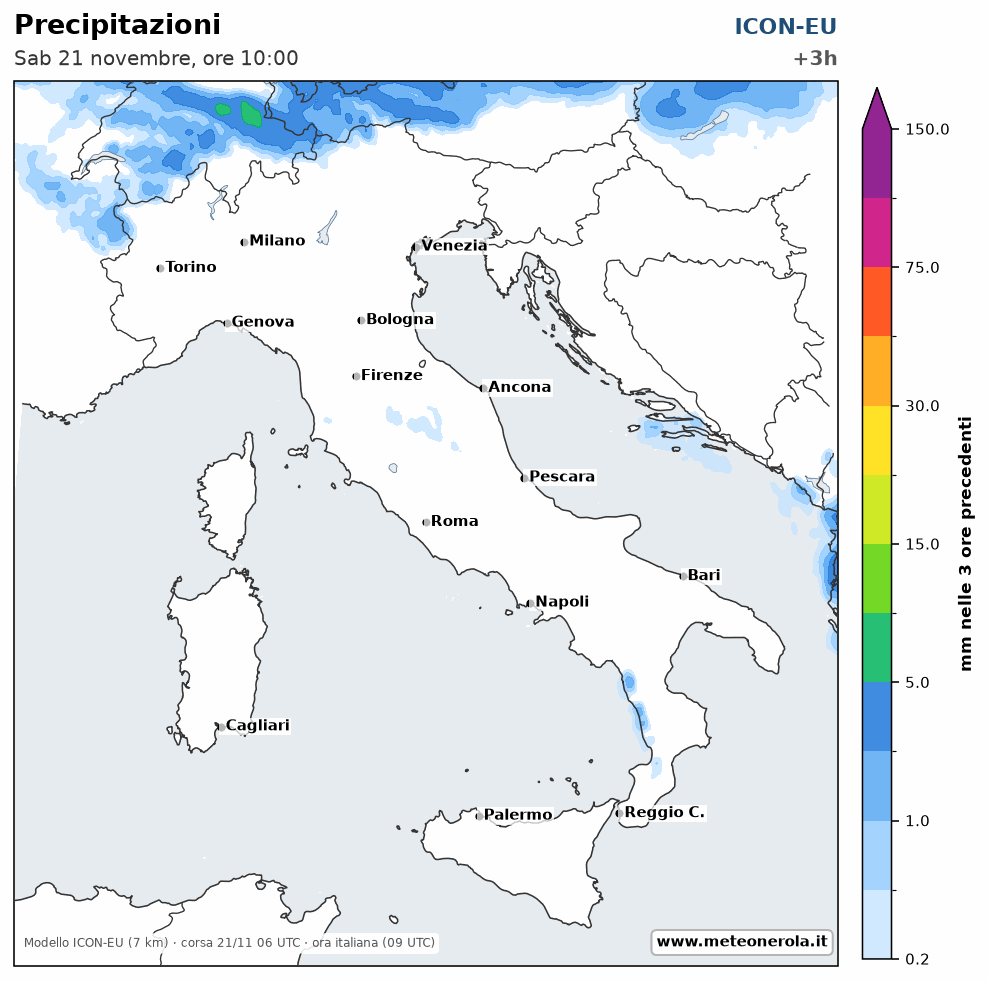 Precipitazioni
ICON-EU
Sab 21 novembre, ore 10:00
+3h
150.0
75.0
30.0
15.0
5.0
1.0
0.2
mm nelle 3 ore precedenti
Milano
Venezia
Torino
Genova
Bologna
Firenze
Ancona
Pescara
Roma
Bari
Napoli
Cagliari
Palermo
Reggio C.
Modello ICON-EU (7 km) · corsa 21/11 06 UTC · ora italiana (09 UTC)
www.meteonerola.it